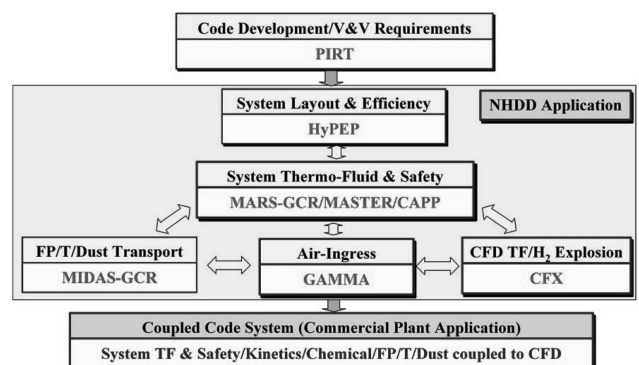 Code Development/V&V Requirements
PIRT
System Layout & Efficiency
NHDD Application
HyPEP
System Thermo-Fluid & Safety
MARS-GCR/MASTER/CAPP
FP/T/Dust Transport
Air-Ingress
CFD TF/H₂ Explosion
MIDAS-GCR
GAMMA
CFX
Coupled Code System (Commercial Plant Application)
System TF & Safety/Kinetics/Chemical/FP/T/Dust coupled to CFD